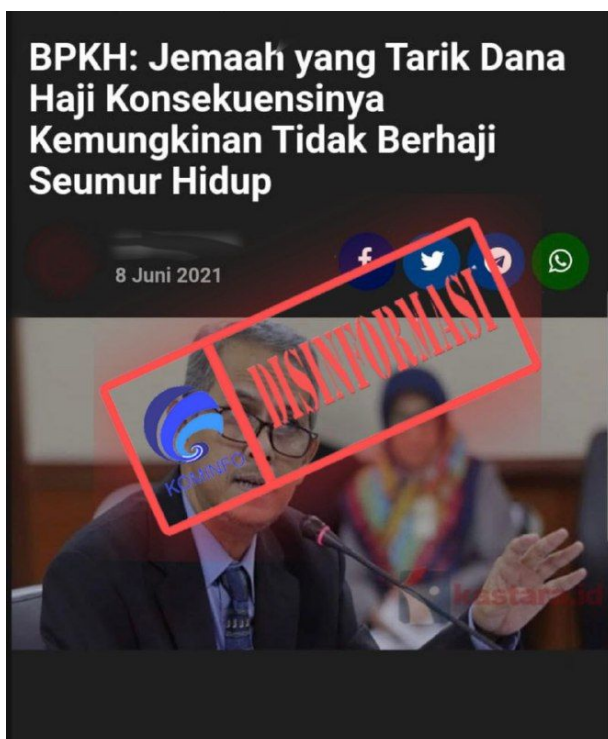 BPKH: Jemaah yang Tarik Dana
Haji Konsekuensinya
Kemungkinan Tidak Berhaji
Seumur Hidup
8 Juni 2021
DISINFORMASI
KOMINFO
kastara.id